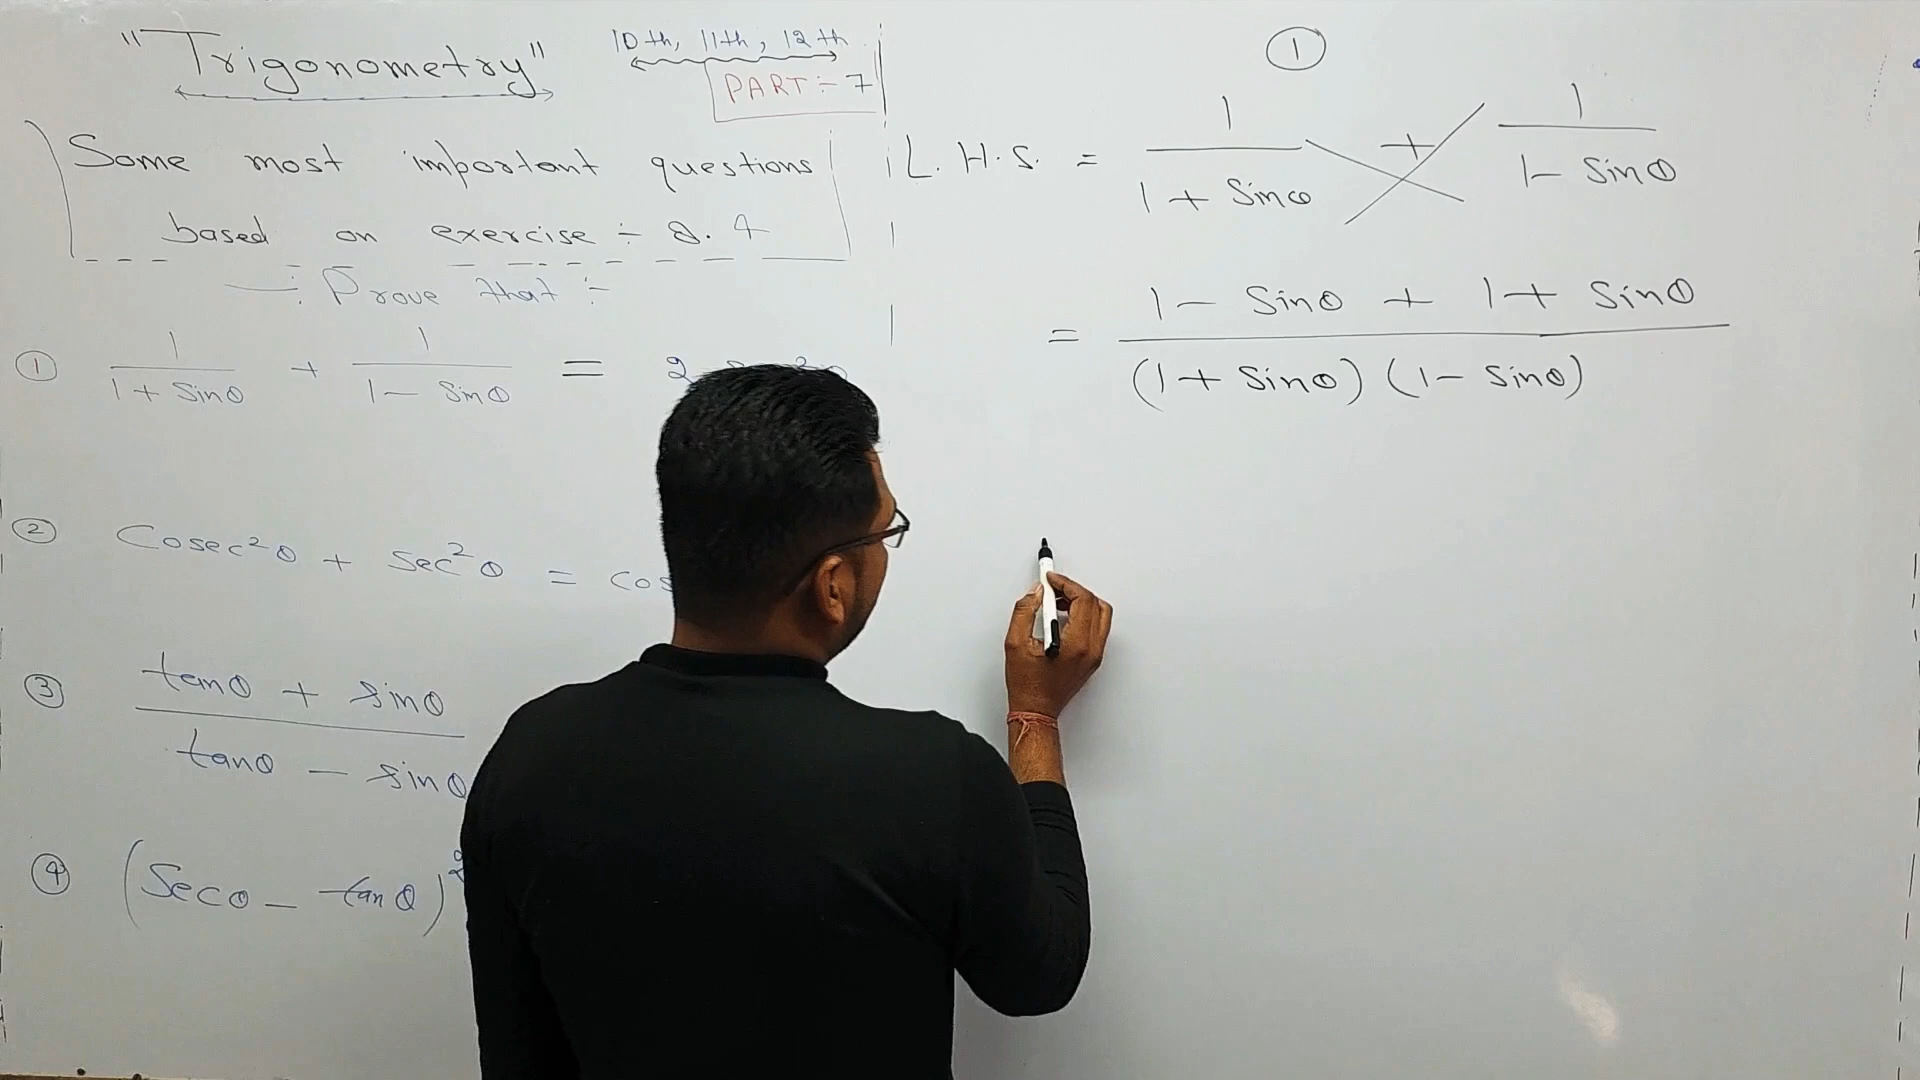 "Trigonometry"
10th, 11th, 12th
PART :- 7
Some most important questions
based on exercise :- 8.4
Prove that :-
① 1/(1 + Sinθ) + 1/(1 - Sinθ) = 2
② Cosec²θ + Sec²θ = cos
③ (tanθ + sinθ)/(tanθ - sinθ)
④ (Secθ - tanθ)²
①
L.H.S. = 1/(1 + Sinθ) + 1/(1 - Sinθ)
= (1 - Sinθ + 1 + Sinθ)/((1 + Sinθ) (1 - Sinθ))